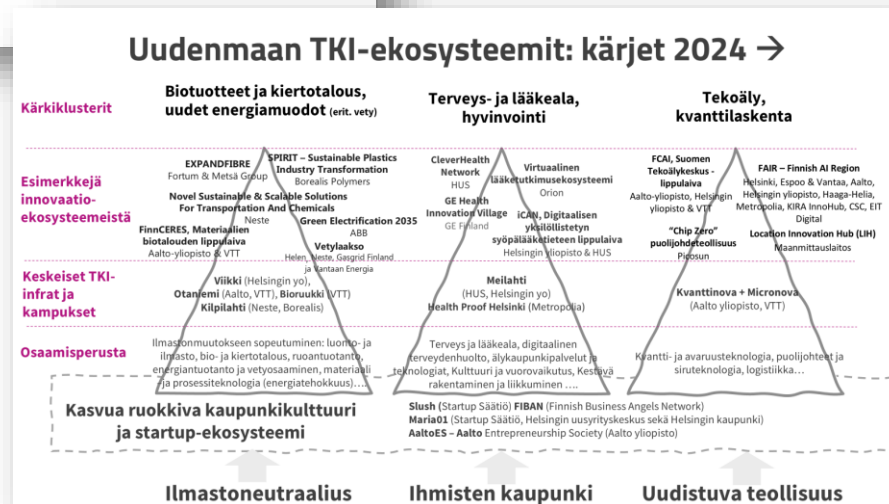 Uudenmaan TKI-ekosysteemit: kärjet 2024 →
Kärkiklusterit
Biotuotteet ja kiertotalous,
uudet energiamuodot (erit. vety)
Terveys- ja lääkeala,
hyvinvointi
Tekoäly,
kvanttilaskenta
Esimerkkejä
innovaatio-
ekosysteemeistä
EXPANDFIBRE
Fortum & Metsä Group
SPIRIT – Sustainable Plastics
Industry Transformation
Borealis Polymers
Novel Sustainable & Scalable Solutions
For Transportation And Chemicals
Neste
Green Electrification 2035
ABB
FinnCERES, Materiaalien
biotalouden lippulaiva
Aalto-yliopisto & VTT
Vetylaakso
Helen, Neste, Gasgrid Finland
ja Vantaan Energia
CleverHealth
Network
HUS
Virtuaalinen
lääketutkimusekosysteemi
Orion
GE Health
Innovation Village
GE Finland
iCAN, Digitaalisen
yksilöllistetyn
syöpälääketieteen lippulaiva
Helsingin yliopisto & HUS
FCAI, Suomen
Tekoälykeskus -
lippulaiva
Aalto-yliopisto, Helsingin
yliopisto & VTT
FAIR – Finnish AI Region
Helsinki, Espoo & Vantaa, Aalto,
Helsingin yliopisto, Haaga-Helia,
Metropolia, KIRA InnoHub, CSC, EIT
Digital
"Chip Zero"
puolijohdeteollisuus
Picosun
Location Innovation Hub (LIH)
Maanmittauslaitos
Keskeiset TKI-
infrat ja
kampukset
Viikki (Helsingin yo),
Otaniemi (Aalto, VTT), Bioruukki (VTT)
Kilpilahti (Neste, Borealis)
Meilahti
(HUS, Helsingin yo)
Health Proof Helsinki (Metropolia)
Kvanttinova + Micronova
(Aalto yliopisto, VTT)
Osaamisperusta
Ilmastonmuutokseen sopeutuminen: luonto- ja
ilmasto, bio- ja kiertotalous, ruoantuotanto,
energiantuotanto ja vetyosaaminen, materiaali
-ja prosessiteknologia (energiatehokkuus)….
Terveys ja lääkeala, digitaalinen
terveydenhuolto, älykaupunkipalvelut ja
teknologiat, Kulttuuri ja vuorovaikutus, Kestävä
rakentaminen ja liikkuminen ….
Kvantti- ja avaruusteknologia, puolijohteet ja
siruteknologia, logistiikka…
Kasvua ruokkiva kaupunkikulttuuri
ja startup-ekosysteemi
Slush (Startup Säätiö) FIBAN (Finnish Business Angels Network)
Maria01 (Startup Säätiö, Helsingin uusyrityskeskus sekä Helsingin kaupunki)
AaltoES – Aalto Entrepreneurship Society (Aalto yliopisto)
Ilmastoneutraalius
Ihmisten kaupunki
Uudistuva teollisuus